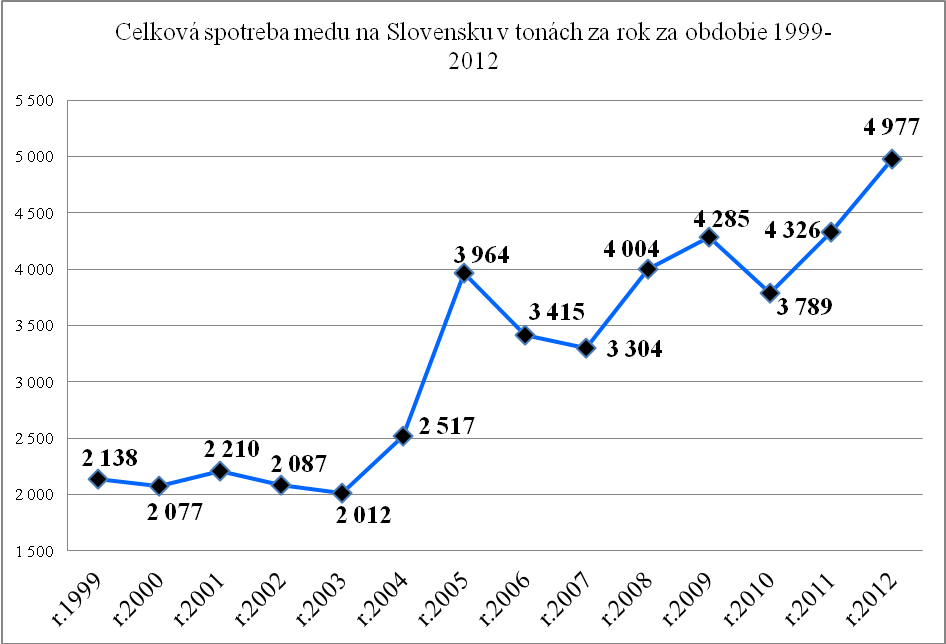 Celková spotreba medu na Slovensku v tonách za rok za obdobie 1999-
2012
5 500
5 000
4 500
4 000
3 500
3 000
2 500
2 000
1 500
2 138
2 077
2 210
2 087
2 012
2 517
3 964
3 415
3 304
4 004
4 285
3 789
4 326
4 977
r.1999
r.2000
r.2001
r.2002
r.2003
r.2004
r.2005
r.2006
r.2007
r.2008
r.2009
r.2010
r.2011
r.2012